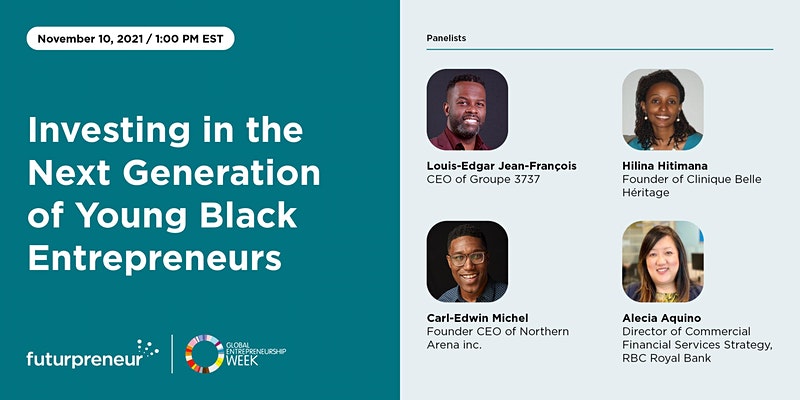 November 10, 2021 / 1:00 PM EST
Investing in the
Next Generation
of Young Black
Entrepreneurs
futurpreneur
GLOBAL
ENTREPRENEURSHIP
WEEK
Panelists
Louis-Edgar Jean-François
CEO of Groupe 3737
Hilina Hitimana
Founder of Clinique Belle
Héritage
Carl-Edwin Michel
Founder CEO of Northern
Arena inc.
Alecia Aquino
Director of Commercial
Financial Services Strategy,
RBC Royal Bank